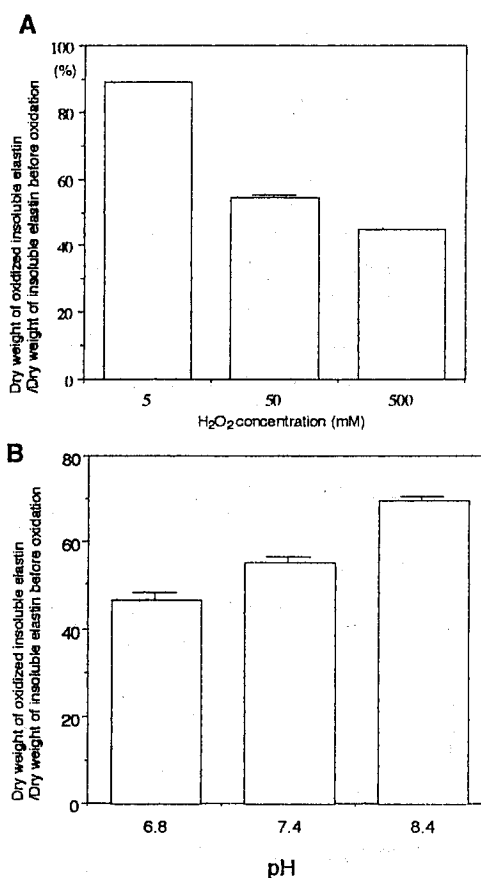 A
Dry weight of oxidized insoluble elastin
/Dry weight of insoluble elastin before oxidation
100
(%)
80
60
40
20
0
5
50
500
H₂O₂ concentration (mM)
B
Dry weight of oxidized insoluble elastin
/Dry weight of insoluble elastin before oxidation
80
60
40
20
0
6.8
7.4
8.4
pH